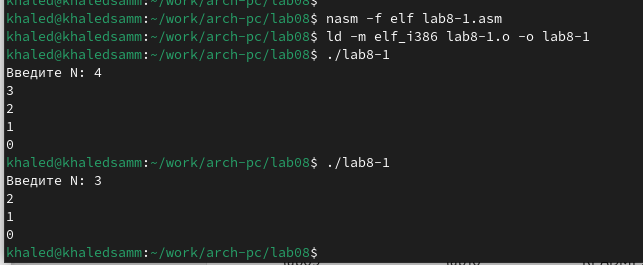 khaled@khaledsamm:~/work/arch-pc/lab08$
khaled@khaledsamm:~/work/arch-pc/lab08$ nasm -f elf lab8-1.asm
khaled@khaledsamm:~/work/arch-pc/lab08$ ld -m elf_i386 lab8-1.o -o lab8-1
khaled@khaledsamm:~/work/arch-pc/lab08$ ./lab8-1
Введите N: 4
3
2
1
0
khaled@khaledsamm:~/work/arch-pc/lab08$ ./lab8-1
Введите N: 3
2
1
0
khaled@khaledsamm:~/work/arch-pc/lab08$